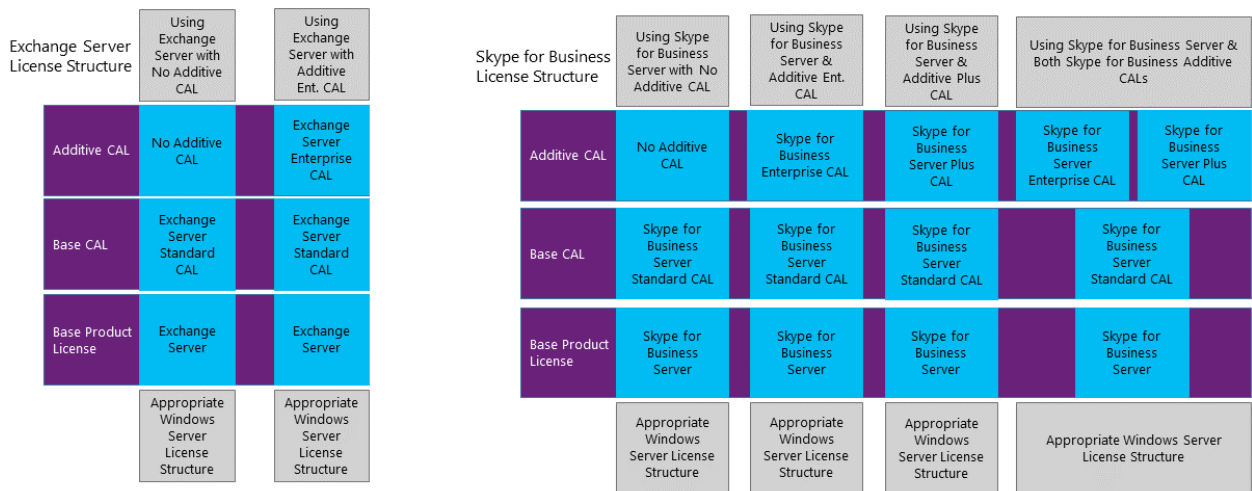 Exchange Server
License Structure
Using
Exchange
Server with
No Additive
CAL
Using
Exchange
Server with
Additive
Ent. CAL
Additive CAL
No Additive
CAL
Exchange
Server
Enterprise
CAL
Base CAL
Exchange
Server
Standard
CAL
Exchange
Server
Standard
CAL
Base Product
License
Exchange
Server
Exchange
Server
Appropriate
Windows
Server
License
Structure
Appropriate
Windows
Server
License
Structure
Skype for Business
License Structure
Using Skype
for Business
Server with No
Additive CAL
Using Skype
for Business
Server &
Additive Ent.
CAL
Using Skype
for Business
Server &
Additive Plus
CAL
Using Skype for Business Server &
Both Skype for Business Additive
CALs
Additive CAL
No Additive
CAL
Skype for
Business
Enterprise CAL
Skype for
Business
Server Plus
CAL
Skype for
Business
Server
Enterprise CAL
Skype for
Business
Server Plus
CAL
Base CAL
Skype for
Business
Server
Standard CAL
Skype for
Business
Server
Standard CAL
Skype for
Business
Server
Standard CAL
Skype for
Business
Server
Standard CAL
Base Product
License
Skype for
Business
Server
Skype for
Business
Server
Skype for
Business
Server
Skype for
Business
Server
Appropriate
Windows
Server License
Structure
Appropriate
Windows
Server License
Structure
Appropriate
Windows
Server License
Structure
Appropriate Windows Server
License Structure